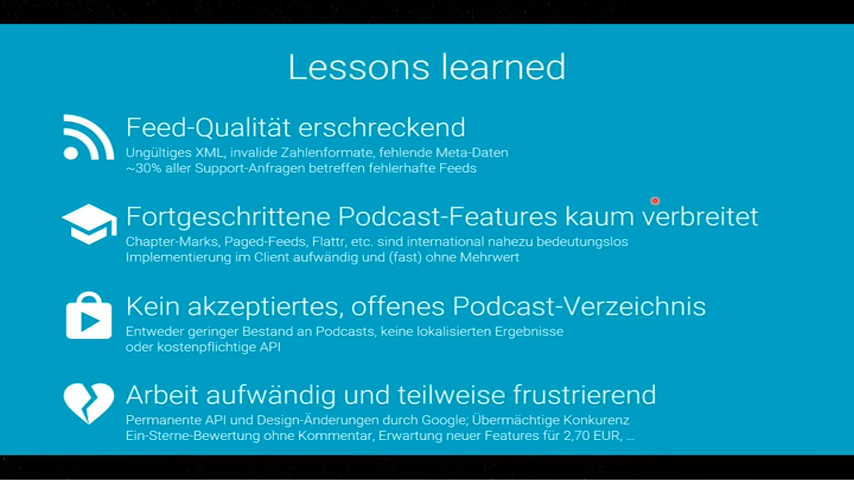 Lessons learned
Feed-Qualität erschreckend
Ungültiges XML, invalide Zahlenformate, fehlende Meta-Daten
~30% aller Support-Anfragen betreffen fehlerhafte Feeds
Fortgeschrittene Podcast-Features kaum verbreitet
Chapter-Marks, Paged-Feeds, Flattr, etc. sind international nahezu bedeutungslos
Implementierung im Client aufwändig und (fast) ohne Mehrwert
Kein akzeptiertes, offenes Podcast-Verzeichnis
Entweder geringer Bestand an Podcasts, keine lokalisierten Ergebnisse
oder kostenpflichtige API
Arbeit aufwändig und teilweise frustrierend
Permanente API und Design-Änderungen durch Google; Übermächtige Konkurenz
Ein-Sterne-Bewertung ohne Kommentar, Erwartung neuer Features für 2,70 EUR, ...